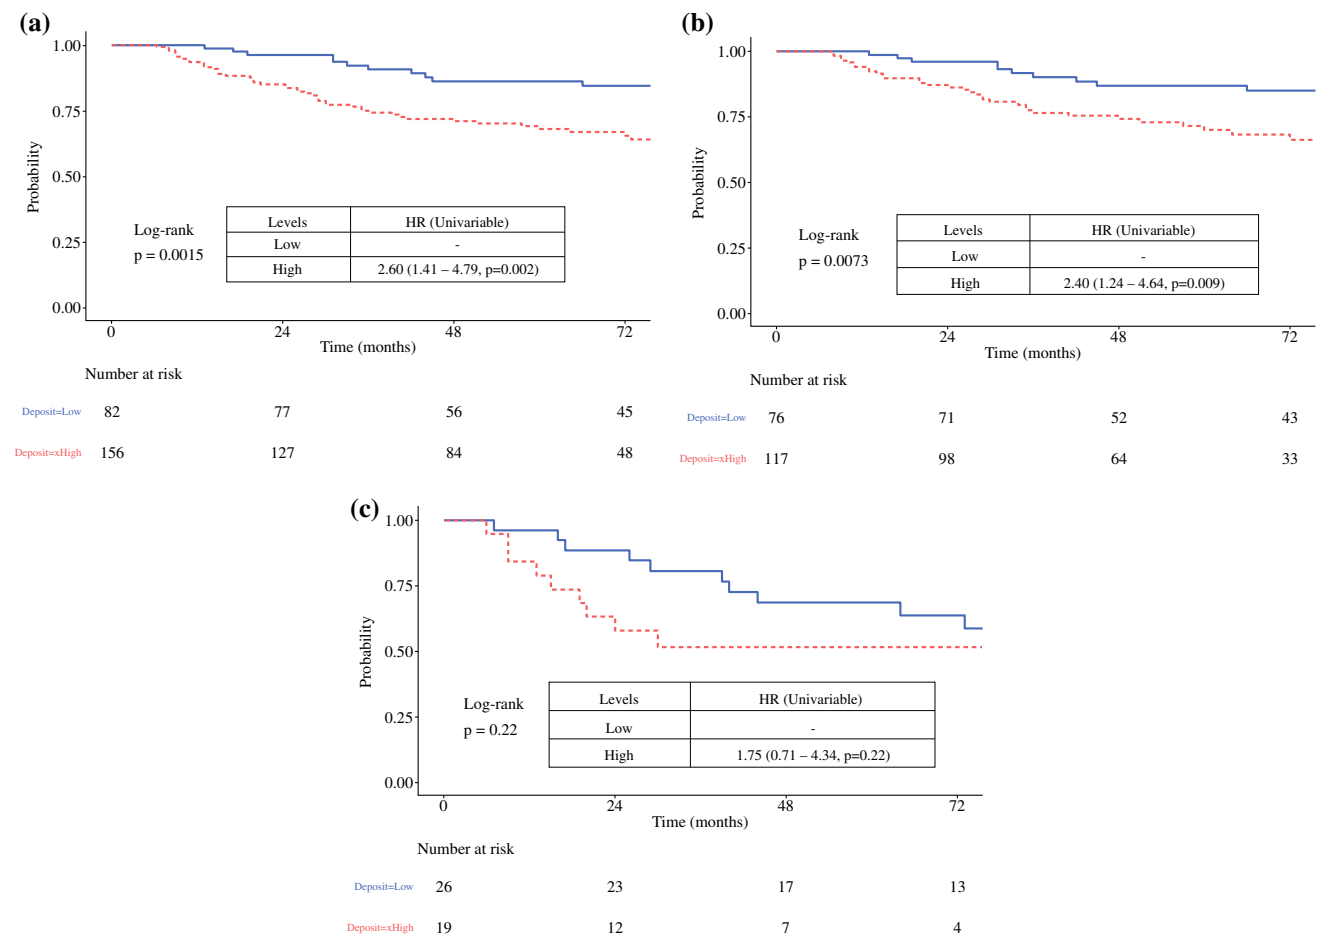 (a)
1.00
0.75
0.50
0.25
0.00
Probability
Log-rank
p = 0.0015
Levels HR (Univariable)
Low -
High 2.60 (1.41 – 4.79, p=0.002)
0 24 48 72
Time (months)
Number at risk
Deposit=Low 82 77 56 45
Deposit=xHigh 156 127 84 48
(b)
1.00
0.75
0.50
0.25
0.00
Probability
Log-rank
p = 0.0073
Levels HR (Univariable)
Low -
High 2.40 (1.24 – 4.64, p=0.009)
0 24 48 72
Time (months)
Number at risk
Deposit=Low 76 71 52 43
Deposit=xHigh 117 98 64 33
(c)
1.00
0.75
0.50
0.25
0.00
Probability
Log-rank
p = 0.22
Levels HR (Univariable)
Low -
High 1.75 (0.71 – 4.34, p=0.22)
0 24 48 72
Time (months)
Number at risk
Deposit=Low 26 23 17 13
Deposit=xHigh 19 12 7 4